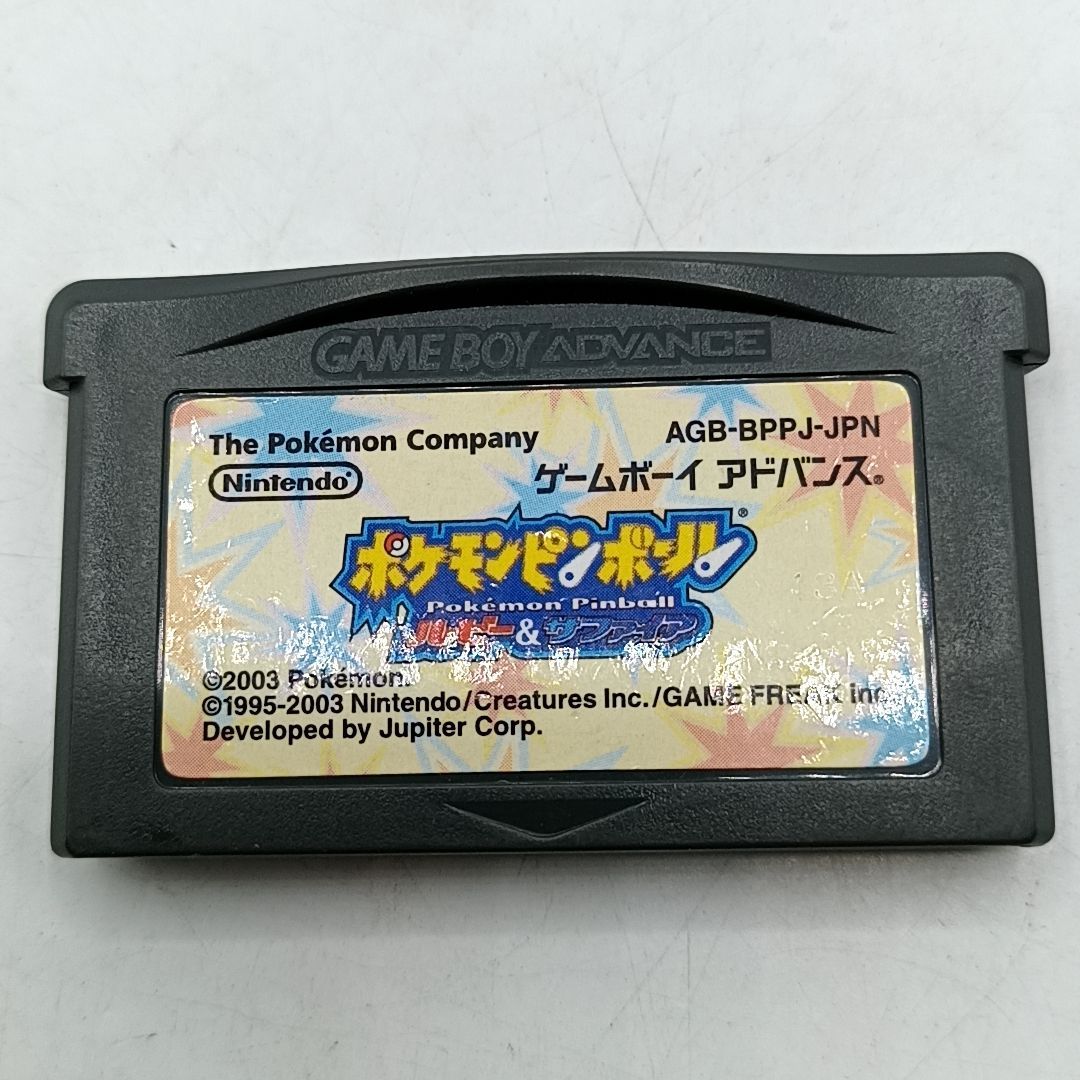 GAME BOY ADVANCE
The Pokémon Company
AGB-BPPJ-JPN
Nintendo®
ゲームボーイ アドバンス®
ポケモンピンボール®
Pokémon Pinball
ルビー&サファイア
13A
©2003 Pokémon.
©1995-2003 Nintendo/Creatures Inc./GAME FREAK inc.
Developed by Jupiter Corp.